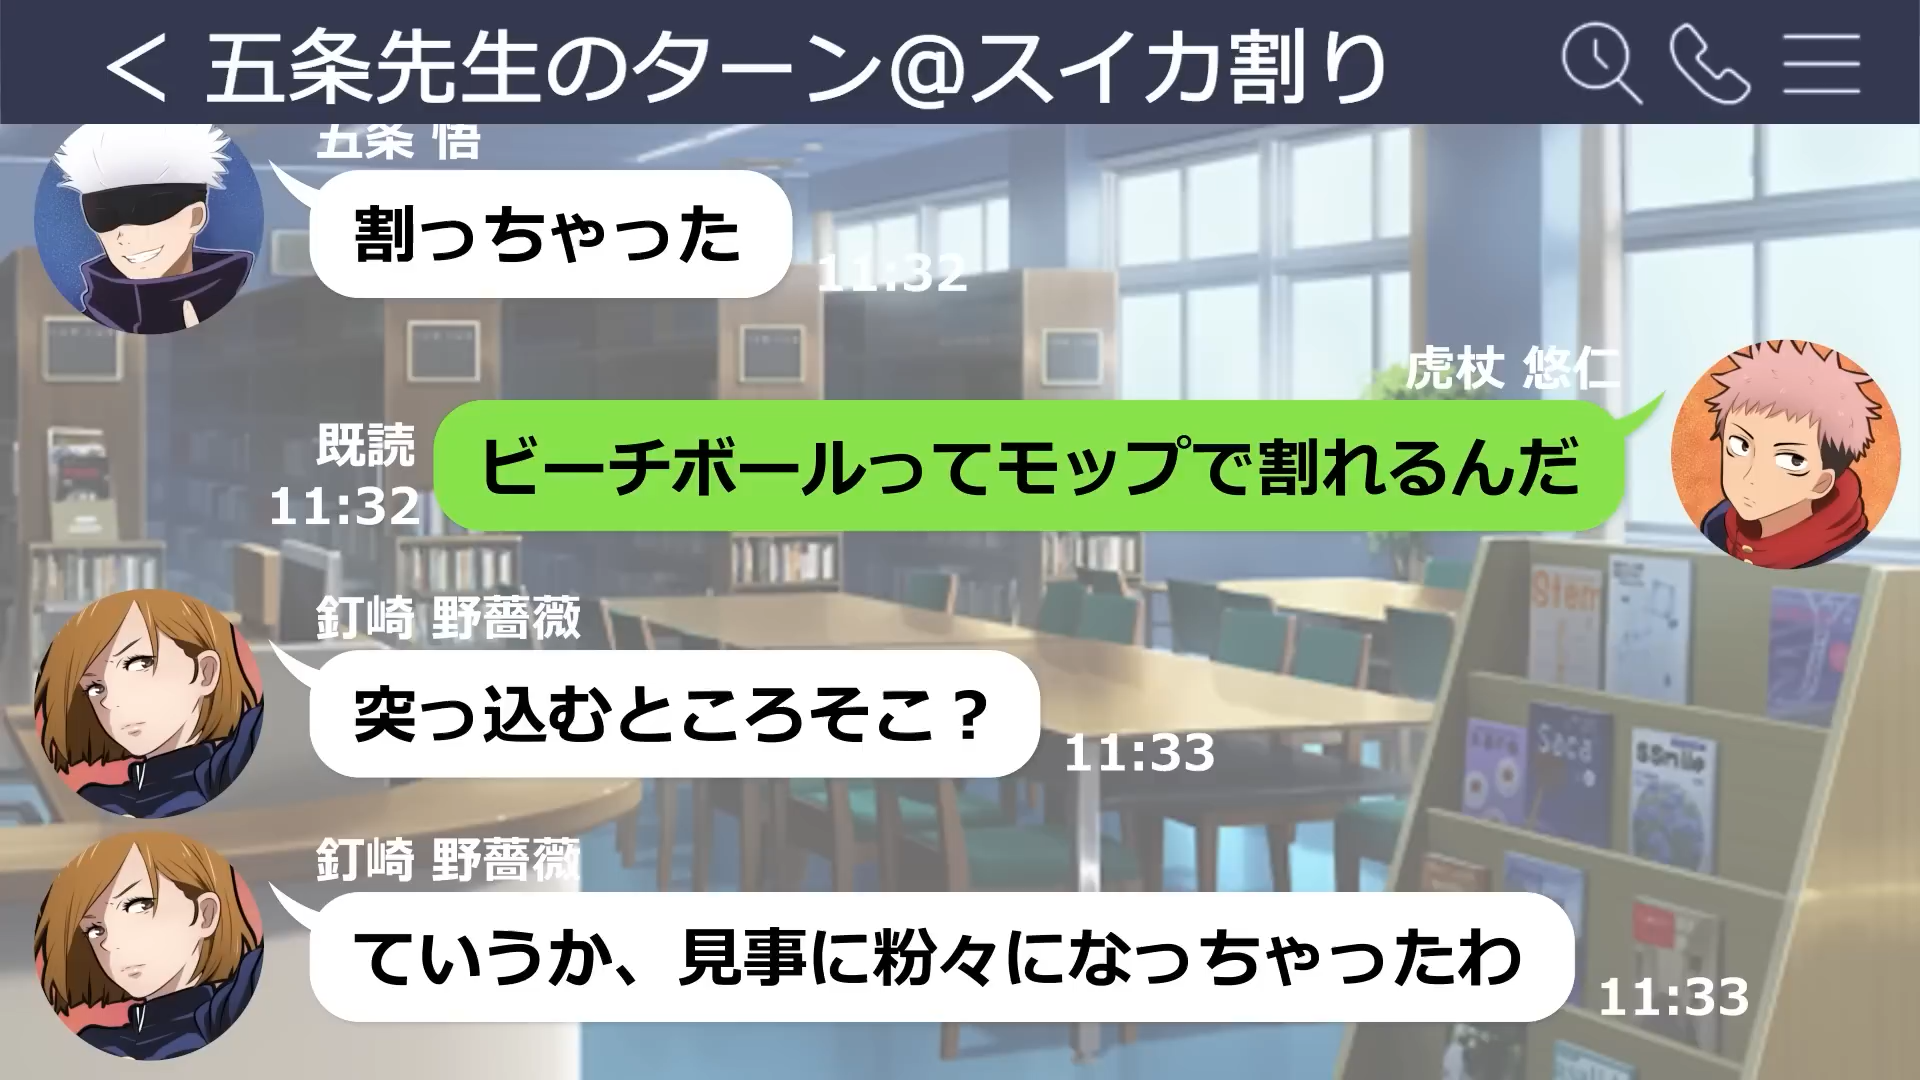 < 五条先生のターン@スイカ割り
五条 悟
割っちゃった
11:32
虎杖 悠仁
既読
11:32
ビーチボールってモップで割れるんだ
釘崎 野薔薇
突っ込むところそこ？
11:33
釘崎 野薔薇
ていうか、見事に粉々になっちゃったわ
11:33
Stem
Saca
SSmile